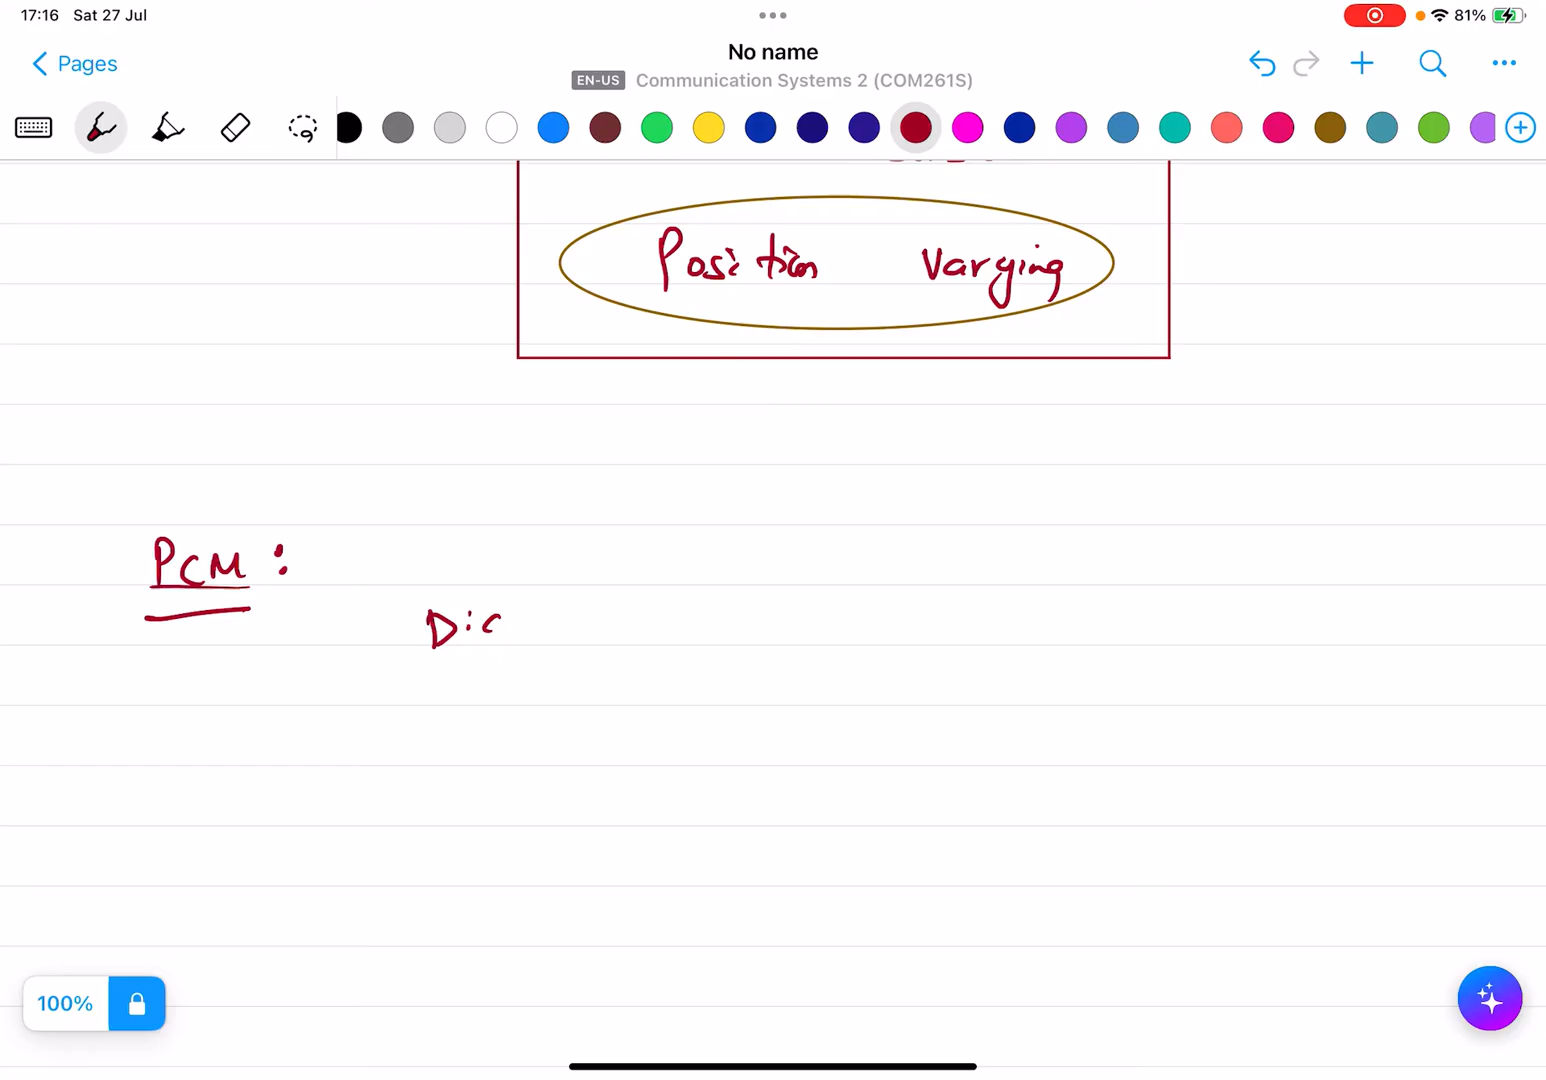 17:16 Sat 27 Jul
81%
Pages
No name
EN-US Communication Systems 2 (COM261S)
Position varying
PCM :
Dic
100%